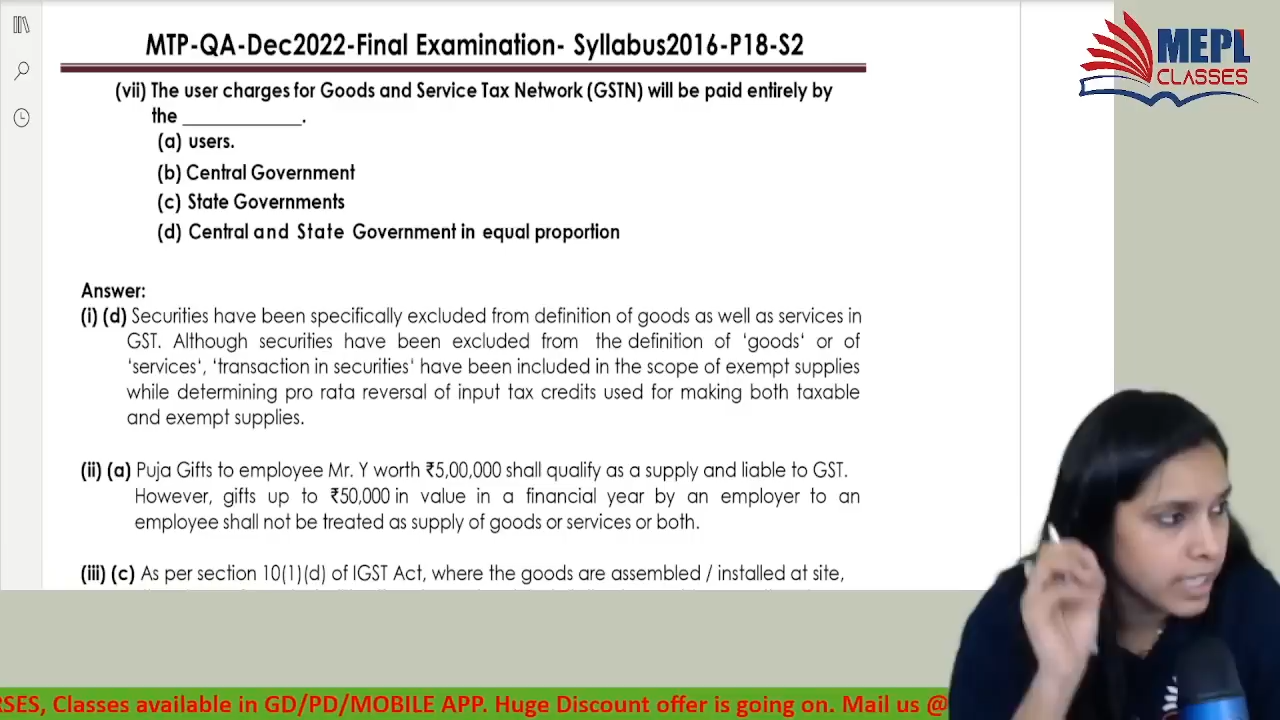 MTP-QA-Dec2022-Final Examination- Syllabus2016-P18-S2
MEPL
CLASSES
(vii) The user charges for Goods and Service Tax Network (GSTN) will be paid entirely by
the ____________.
(a) users.
(b) Central Government
(c) State Governments
(d) Central and State Government in equal proportion
Answer:
(i) (d) Securities have been specifically excluded from definition of goods as well as services in
GST. Although securities have been excluded from the definition of 'goods' or of
'services', 'transaction in securities' have been included in the scope of exempt supplies
while determining pro rata reversal of input tax credits used for making both taxable
and exempt supplies.
(ii) (a) Puja Gifts to employee Mr. Y worth ₹5,00,000 shall qualify as a supply and liable to GST.
However, gifts up to ₹50,000 in value in a financial year by an employer to an
employee shall not be treated as supply of goods or services or both.
(iii) (c) As per section 10(1)(d) of IGST Act, where the goods are assembled / installed at site,
RSES, Classes available in GD/PD/MOBILE APP. Huge Discount offer is going on. Mail us @